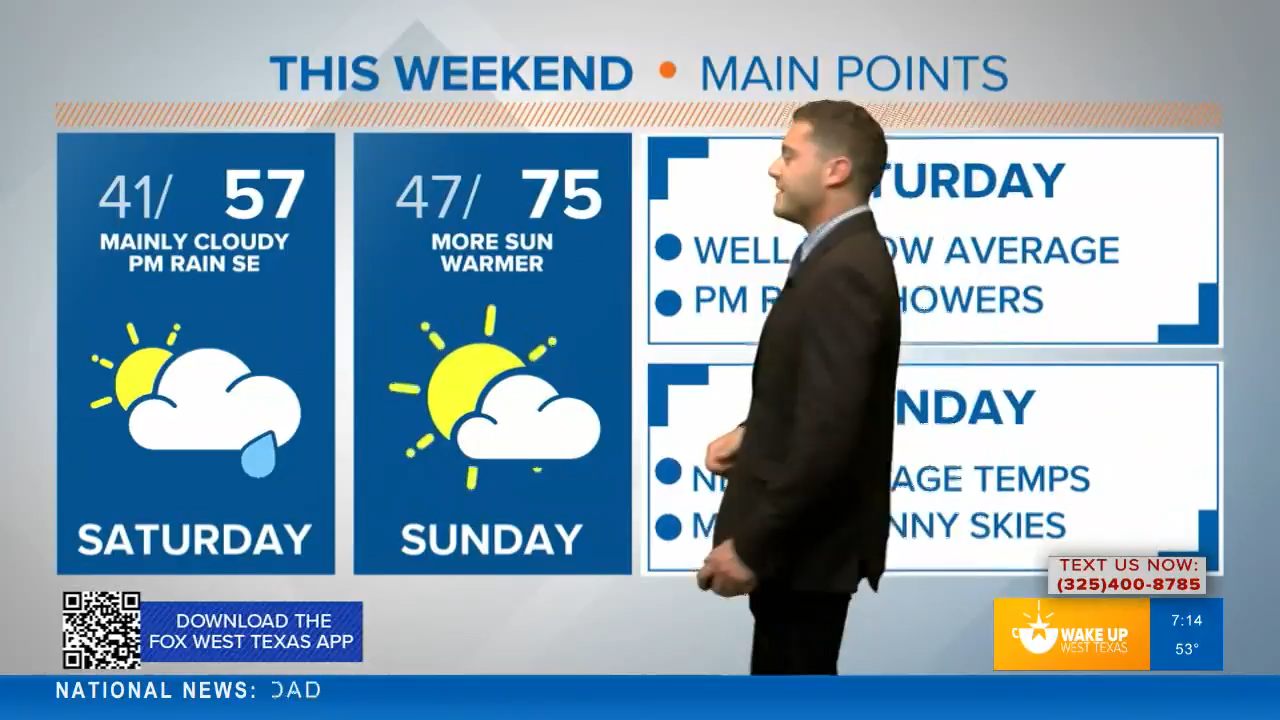 THIS WEEKEND • MAIN POINTS
41/ 57
MAINLY CLOUDY
PM RAIN SE
SATURDAY
47/ 75
MORE SUN
WARMER
SUNDAY
TURDAY
WELL OW AVERAGE
PM HOWERS
NDAY
AGE TEMPS
NNY SKIES
TEXT US NOW:
(325)400-8785
DOWNLOAD THE
FOX WEST TEXAS APP
WAKE UP
WEST TEXAS
7:14
53°
NATIONAL NEWS: DAD